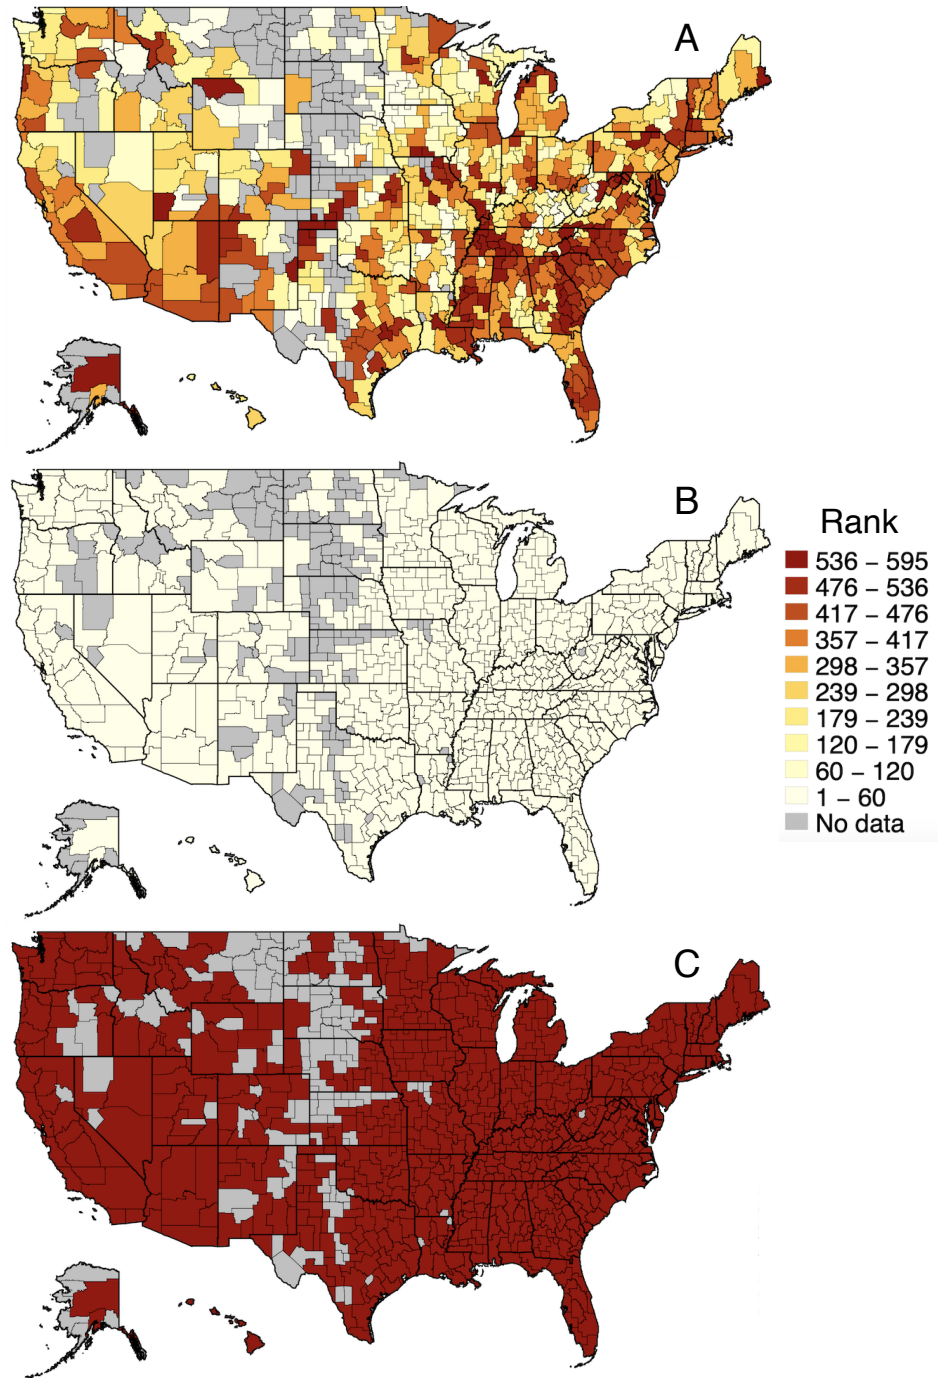 A
B
Rank
536 – 595
476 – 536
417 – 476
357 – 417
298 – 357
239 – 298
179 – 239
120 – 179
60 – 120
1 – 60
No data
C